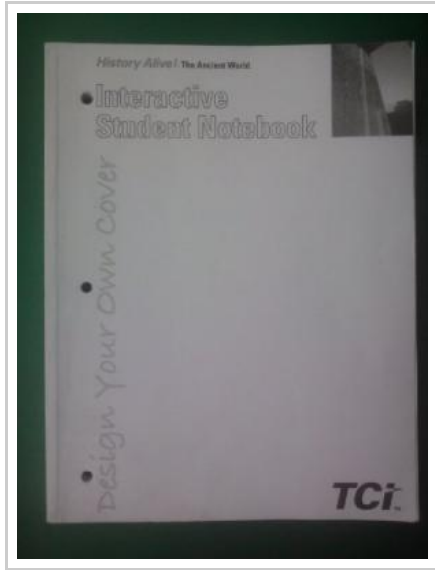 History Alive! The Ancient World
Interactive
Student Notebook
Design Your Own Cover
TCi